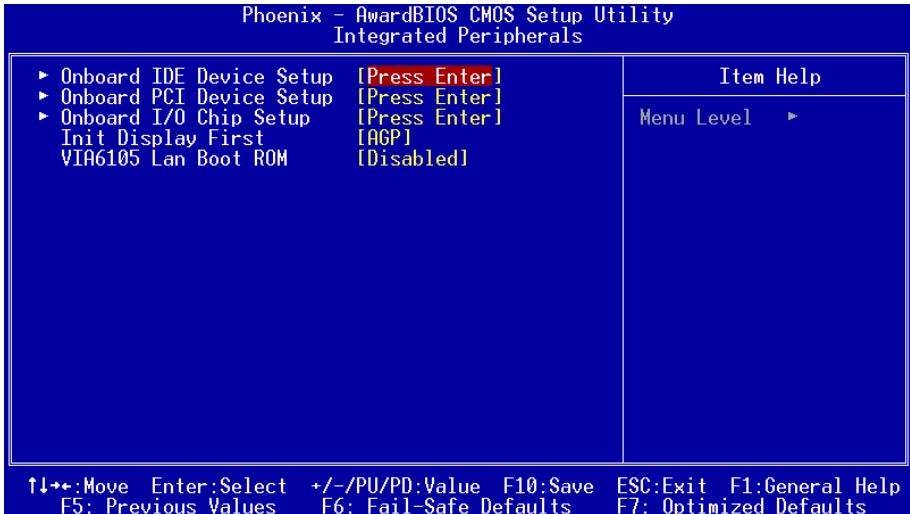 Phoenix - AwardBIOS CMOS Setup Utility
Integrated Peripherals
► Onboard IDE Device Setup [Press Enter]
► Onboard PCI Device Setup [Press Enter]
► Onboard I/O Chip Setup [Press Enter]
Init Display First [AGP]
VIA6105 Lan Boot ROM [Disabled]
Item Help
Menu Level ►
↑↓→←:Move Enter:Select +/-/PU/PD:Value F10:Save ESC:Exit F1:General Help
F5: Previous Values F6: Fail-Safe Defaults F7: Optimized Defaults